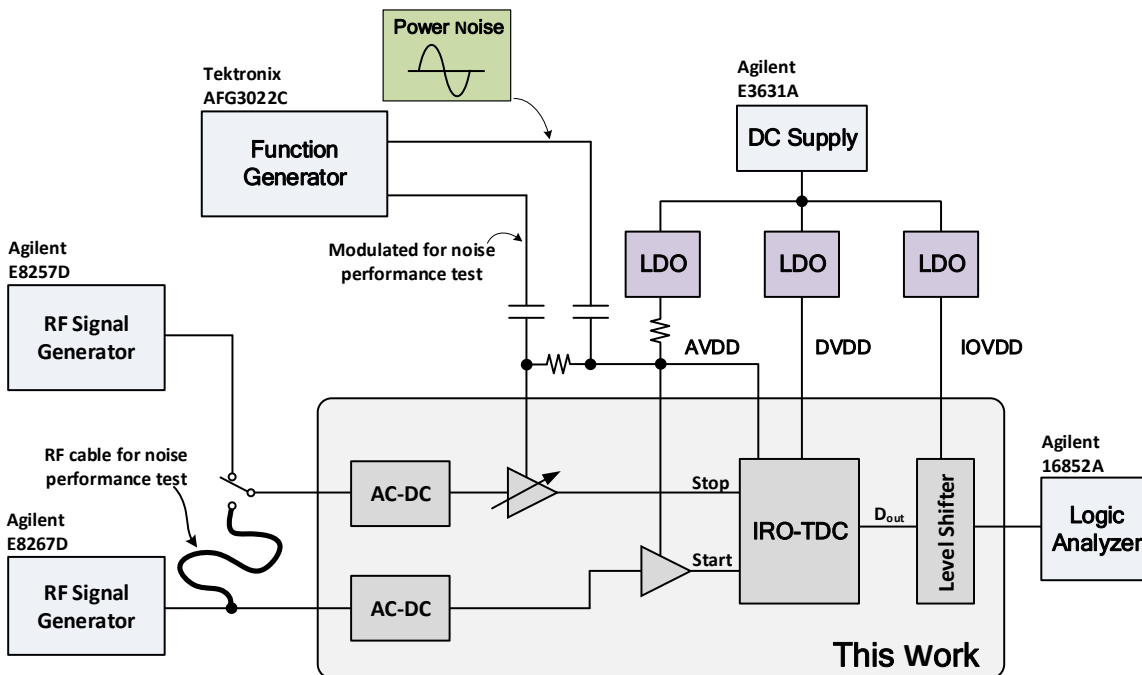 Power Noise
Tektronix
AFG3022C
Function
Generator
Agilent
E3631A
DC Supply
Modulated for noise
performance test
LDO
LDO
LDO
Agilent
E8257D
RF Signal
Generator
AVDD
DVDD
IOVDD
RF cable for noise
performance test
AC-DC
Stop
IRO-TDC
Dout
Level Shifter
Agilent
16852A
Logic
Analyzer
Agilent
E8267D
RF Signal
Generator
AC-DC
Start
This Work